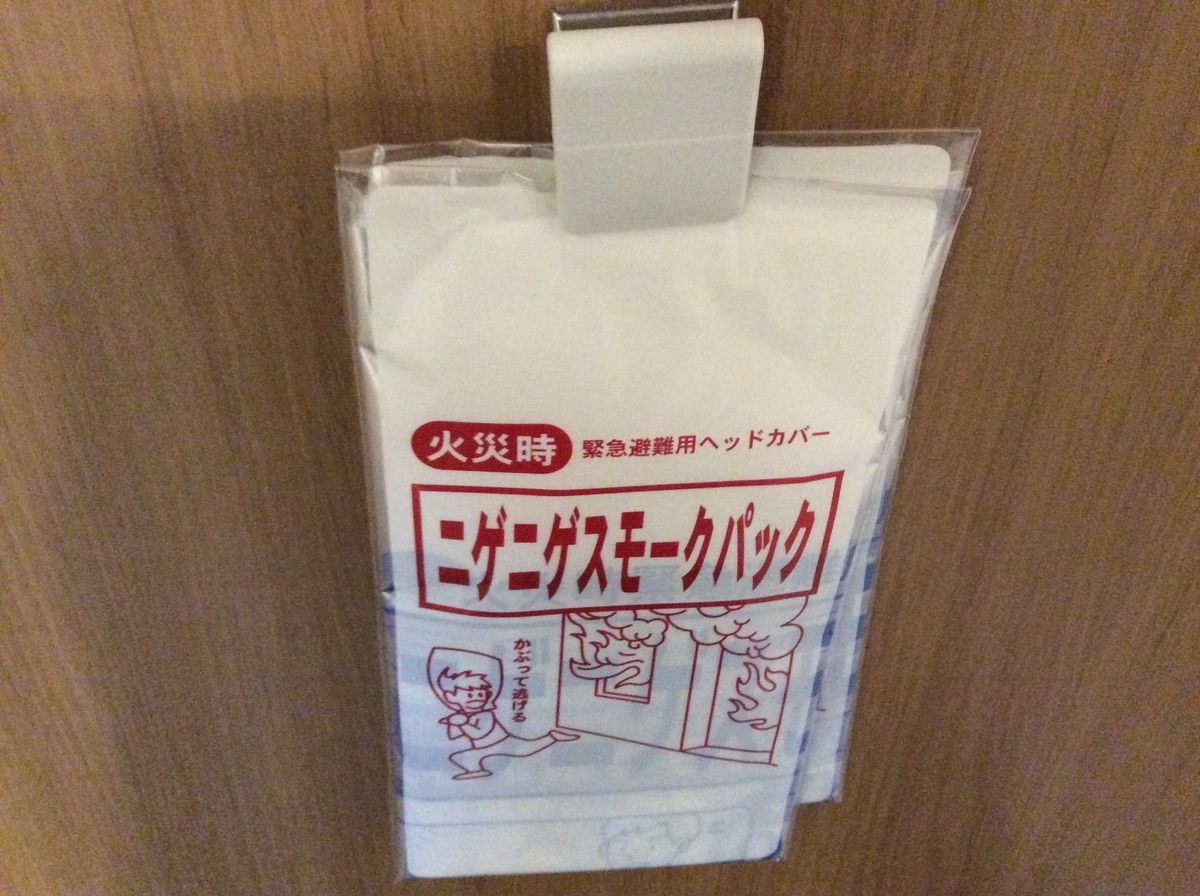 火災時 緊急避難用ヘッドカバー
ニゲニゲスモークパック
かぶって逃げる